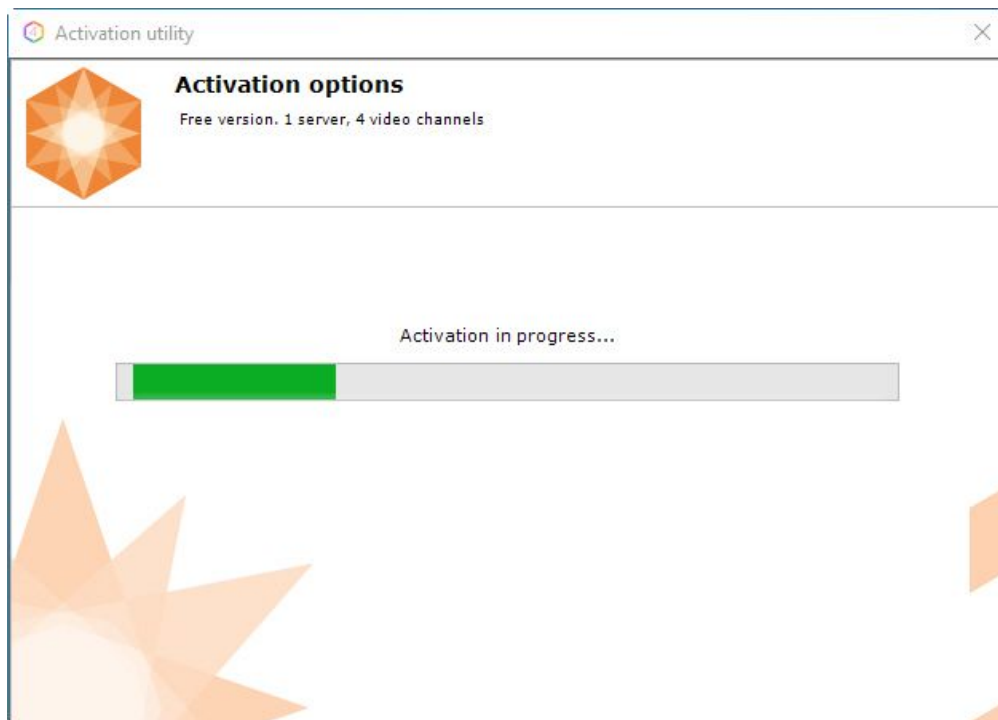 Activation utility
Activation options
Free version. 1 server, 4 video channels
Activation in progress...